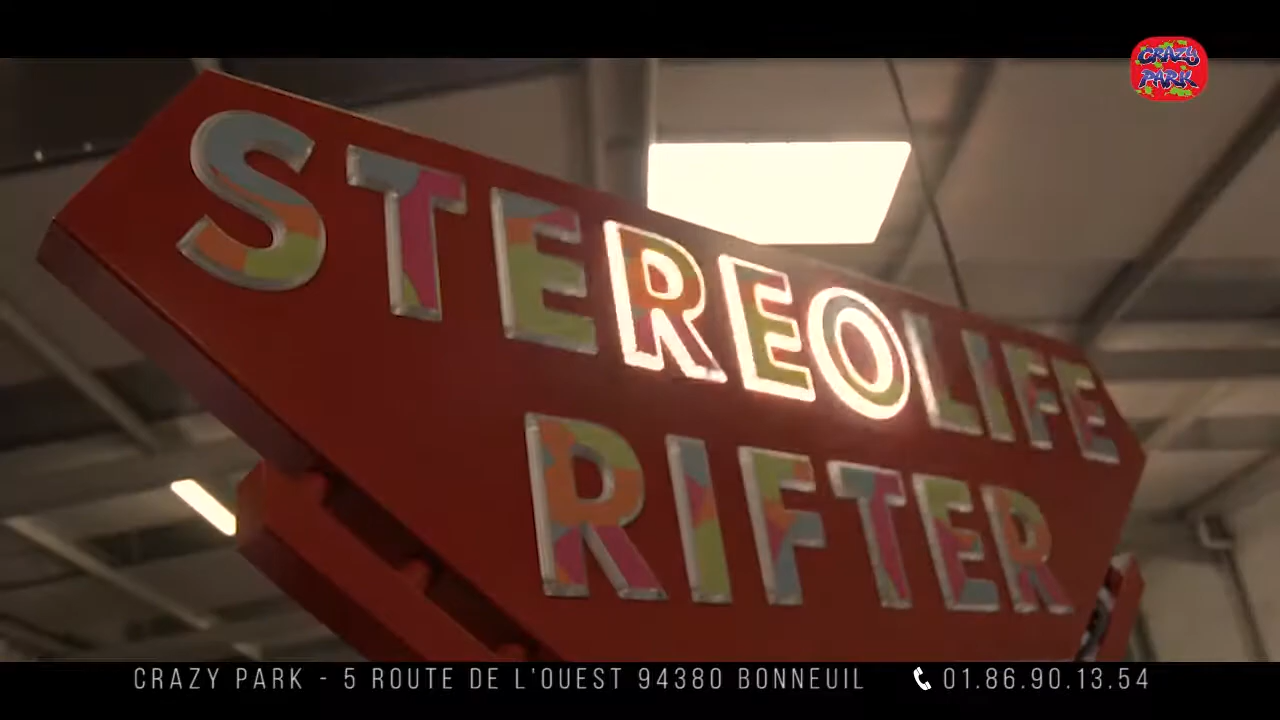 CRAZY
PARK
STEREOLIFE
RIFTER
CRAZY PARK - 5 ROUTE DE L'OUEST 94380 BONNEUIL 01.86.90.13.54